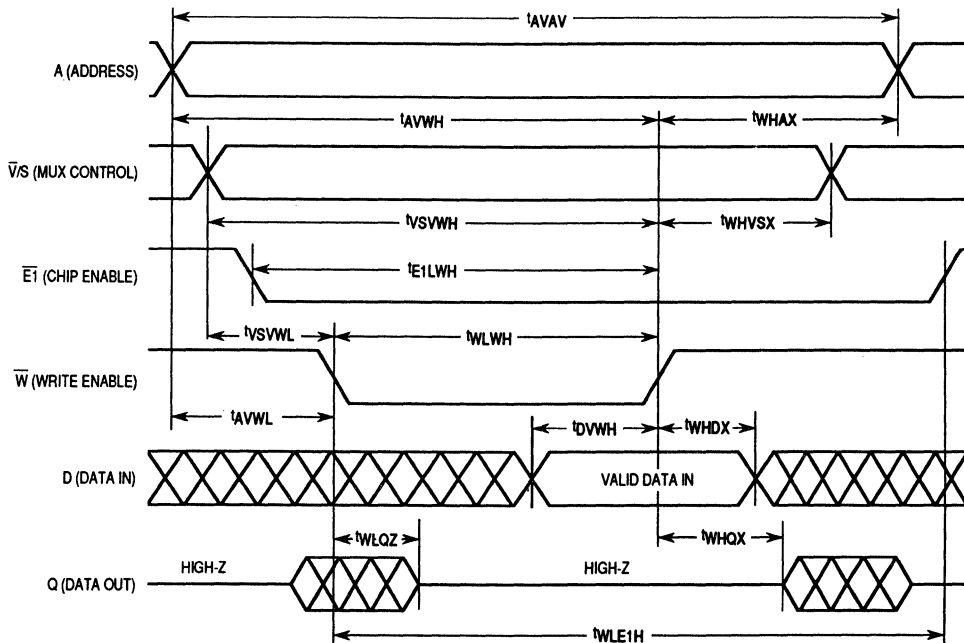 tAVAV
A (ADDRESS)
tAVWH
tWHAX
V̅/S (MUX CONTROL)
tVSVWH
tWHVSX
E̅1̅ (CHIP ENABLE)
tE1LWH
tVSVWL
tWLWH
W̅ (WRITE ENABLE)
tAVWL
tDVWH
tWHDX
D (DATA IN)
VALID DATA IN
tWLQZ
tWHQX
Q (DATA OUT)
HIGH-Z
HIGH-Z
tWLE1H